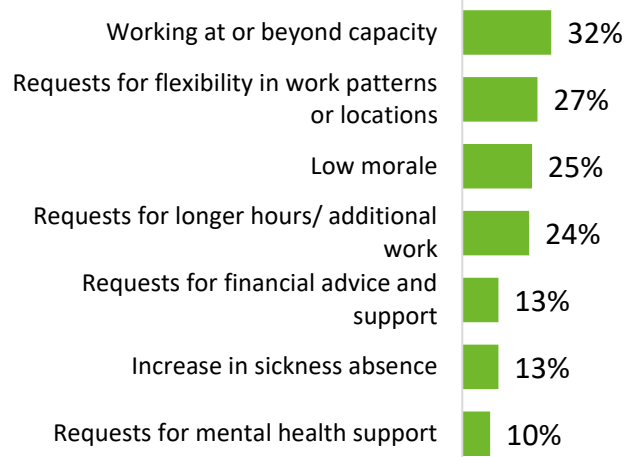 Working at or beyond capacity 32%
Requests for flexibility in work patterns
or locations 27%
Low morale 25%
Requests for longer hours/ additional
work 24%
Requests for financial advice and
support 13%
Increase in sickness absence 13%
Requests for mental health support 10%